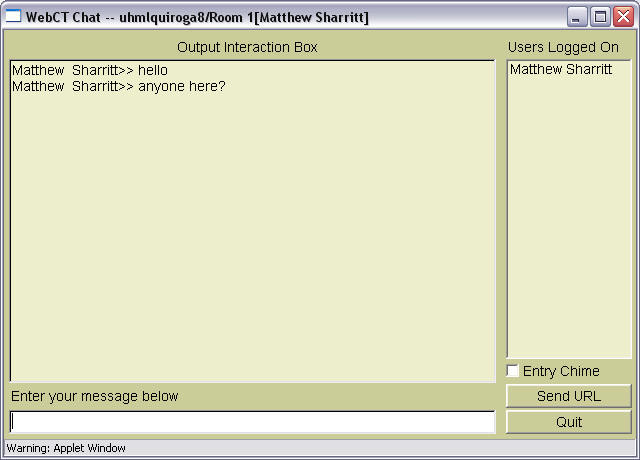 WebCT Chat -- uhmlquiroga8/Room 1[Matthew Sharritt]
Output Interaction Box
Matthew  Sharritt>> hello
Matthew  Sharritt>> anyone here?
Users Logged On
Matthew Sharritt
Entry Chime
Enter your message below
Send URL
Quit
Warning: Applet Window